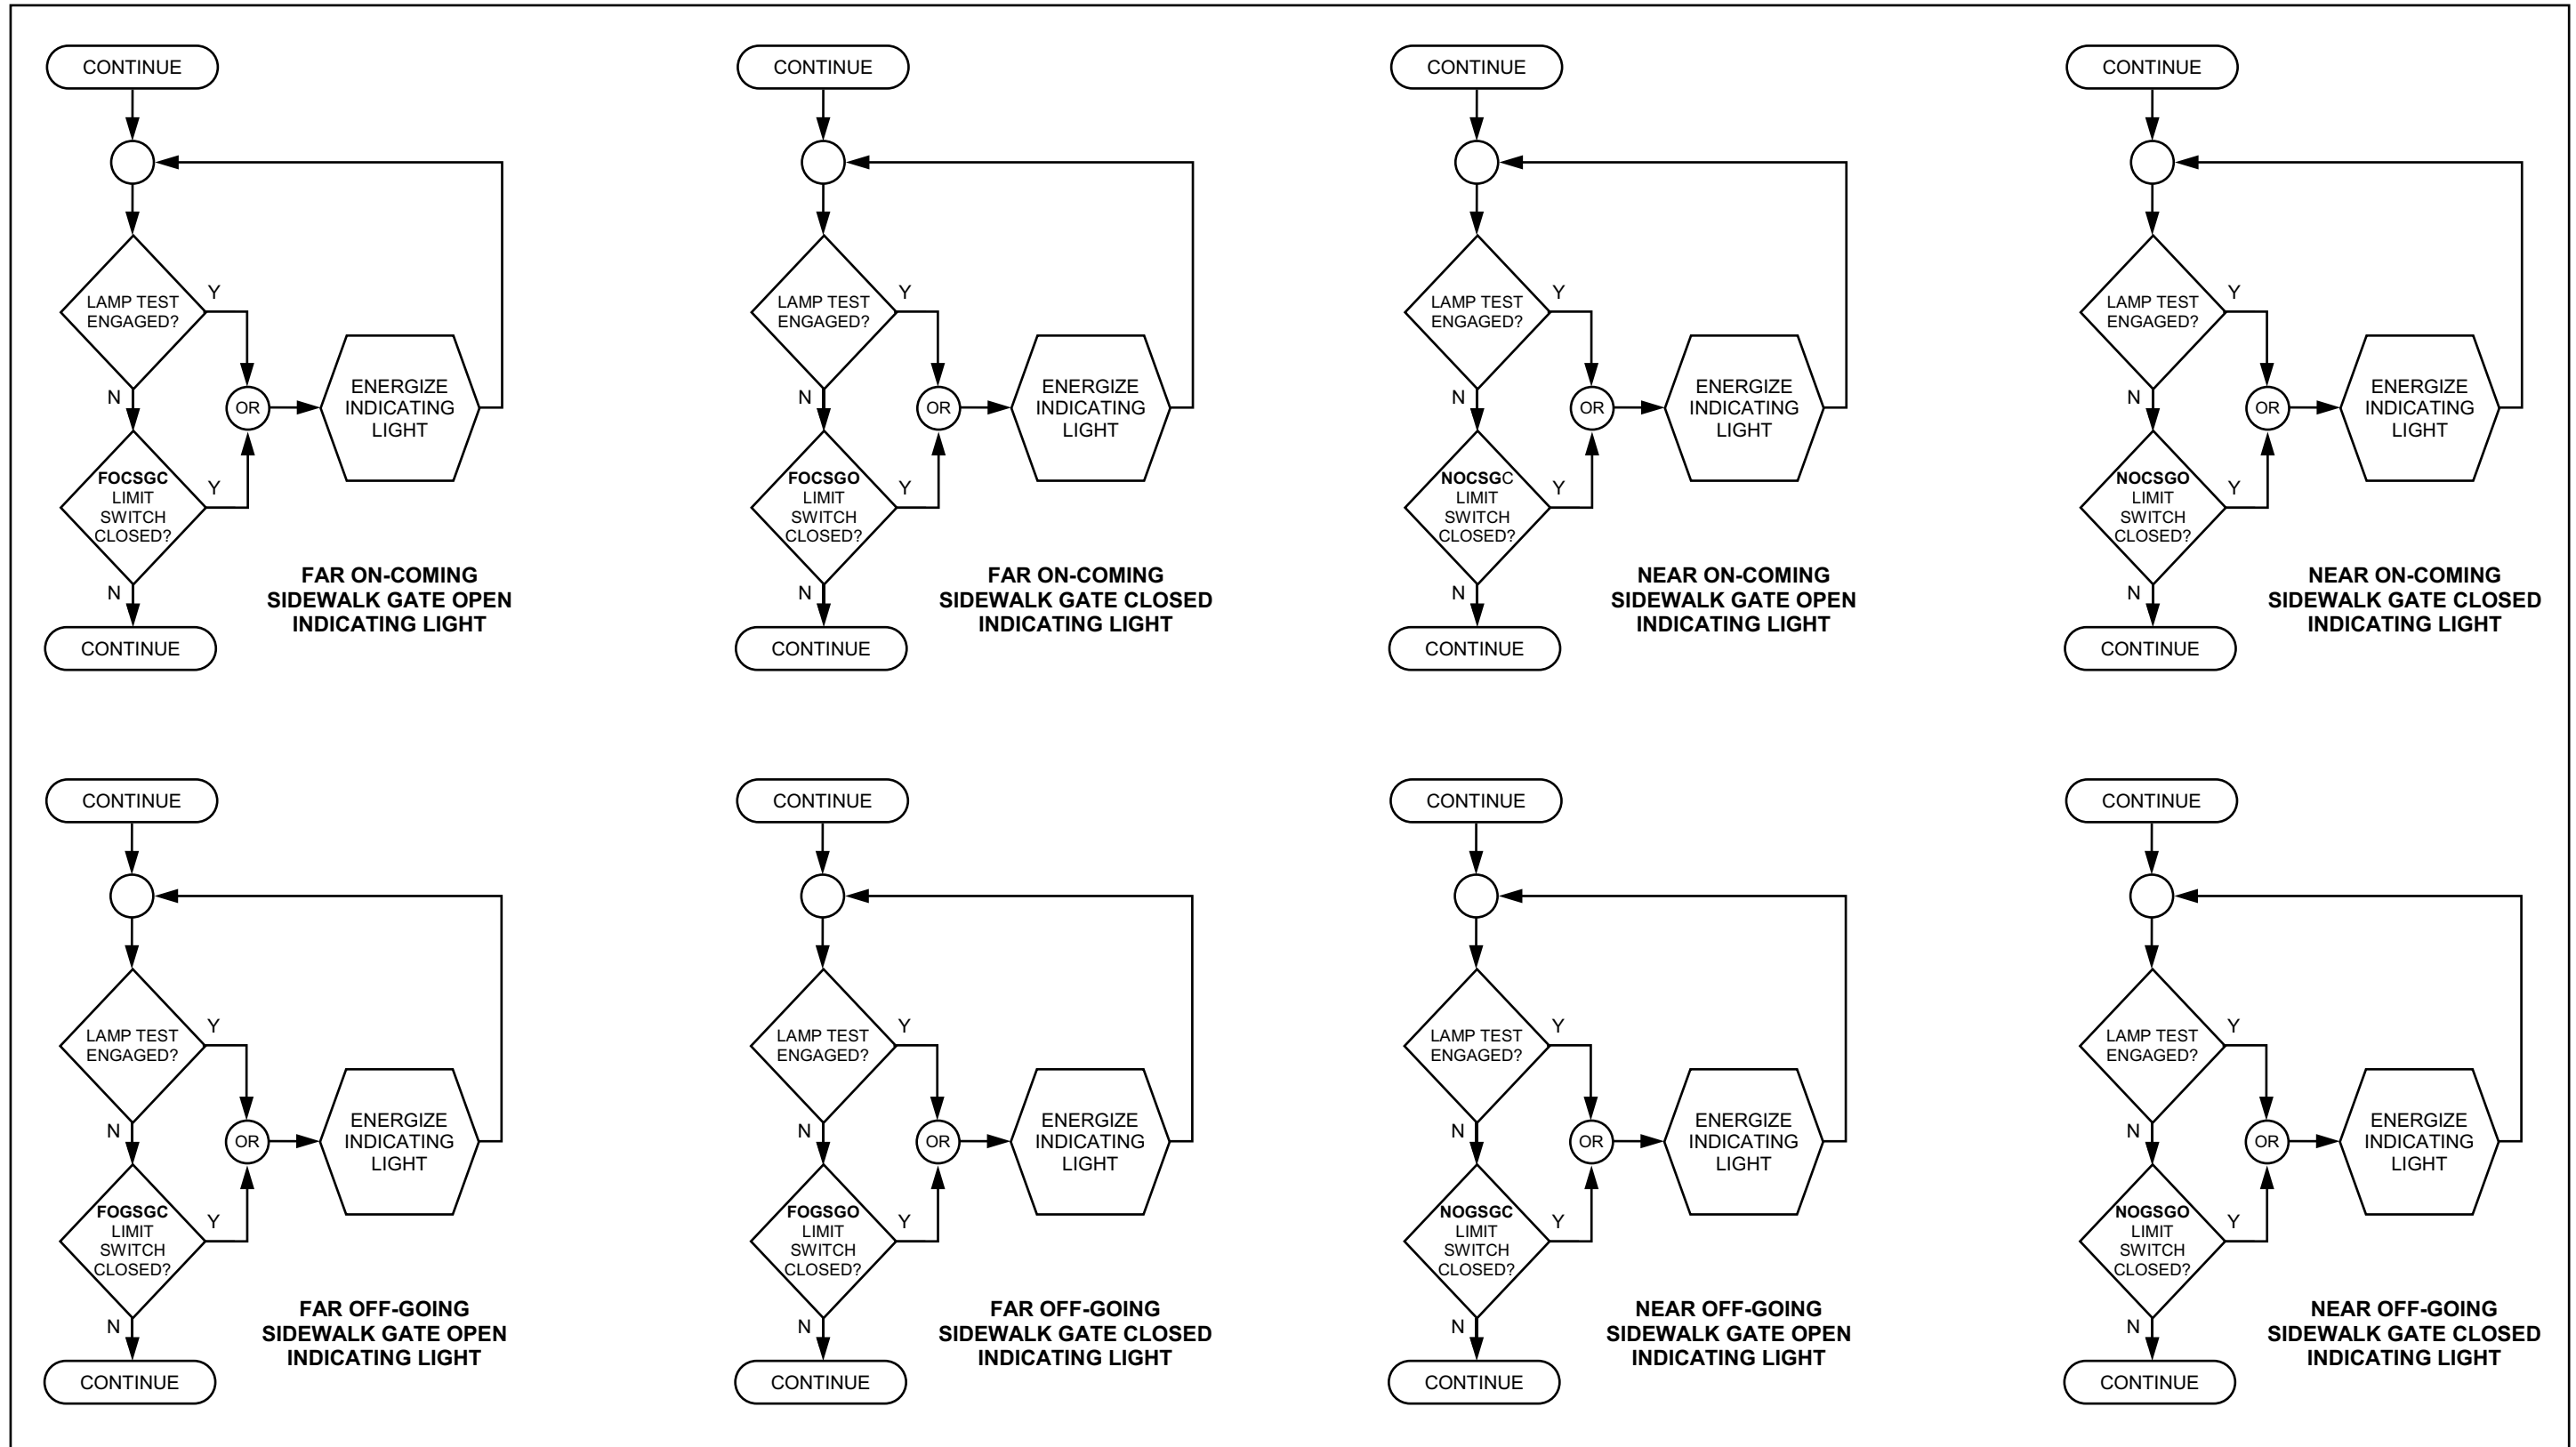 CONTINUE
LAMP TEST
ENGAGED?
Y
N
OR
ENERGIZE
INDICATING
LIGHT
FOCSGC
LIMIT
SWITCH
CLOSED?
Y
N
FAR ON-COMING
SIDEWALK GATE OPEN
INDICATING LIGHT
CONTINUE
CONTINUE
LAMP TEST
ENGAGED?
Y
N
OR
ENERGIZE
INDICATING
LIGHT
FOCSGO
LIMIT
SWITCH
CLOSED?
Y
N
FAR ON-COMING
SIDEWALK GATE CLOSED
INDICATING LIGHT
CONTINUE
CONTINUE
LAMP TEST
ENGAGED?
Y
N
OR
ENERGIZE
INDICATING
LIGHT
NOCSGC
LIMIT
SWITCH
CLOSED?
Y
N
NEAR ON-COMING
SIDEWALK GATE OPEN
INDICATING LIGHT
CONTINUE
CONTINUE
LAMP TEST
ENGAGED?
Y
N
OR
ENERGIZE
INDICATING
LIGHT
NOCSGO
LIMIT
SWITCH
CLOSED?
Y
N
NEAR ON-COMING
SIDEWALK GATE CLOSED
INDICATING LIGHT
CONTINUE
CONTINUE
LAMP TEST
ENGAGED?
Y
N
OR
ENERGIZE
INDICATING
LIGHT
FOGSGC
LIMIT
SWITCH
CLOSED?
Y
N
FAR OFF-GOING
SIDEWALK GATE OPEN
INDICATING LIGHT
CONTINUE
CONTINUE
LAMP TEST
ENGAGED?
Y
N
OR
ENERGIZE
INDICATING
LIGHT
FOGSGO
LIMIT
SWITCH
CLOSED?
Y
N
FAR OFF-GOING
SIDEWALK GATE CLOSED
INDICATING LIGHT
CONTINUE
CONTINUE
LAMP TEST
ENGAGED?
Y
N
OR
ENERGIZE
INDICATING
LIGHT
NOGSGC
LIMIT
SWITCH
CLOSED?
Y
N
NEAR OFF-GOING
SIDEWALK GATE OPEN
INDICATING LIGHT
CONTINUE
CONTINUE
LAMP TEST
ENGAGED?
Y
N
OR
ENERGIZE
INDICATING
LIGHT
NOGSGO
LIMIT
SWITCH
CLOSED?
Y
N
NEAR OFF-GOING
SIDEWALK GATE CLOSED
INDICATING LIGHT
CONTINUE